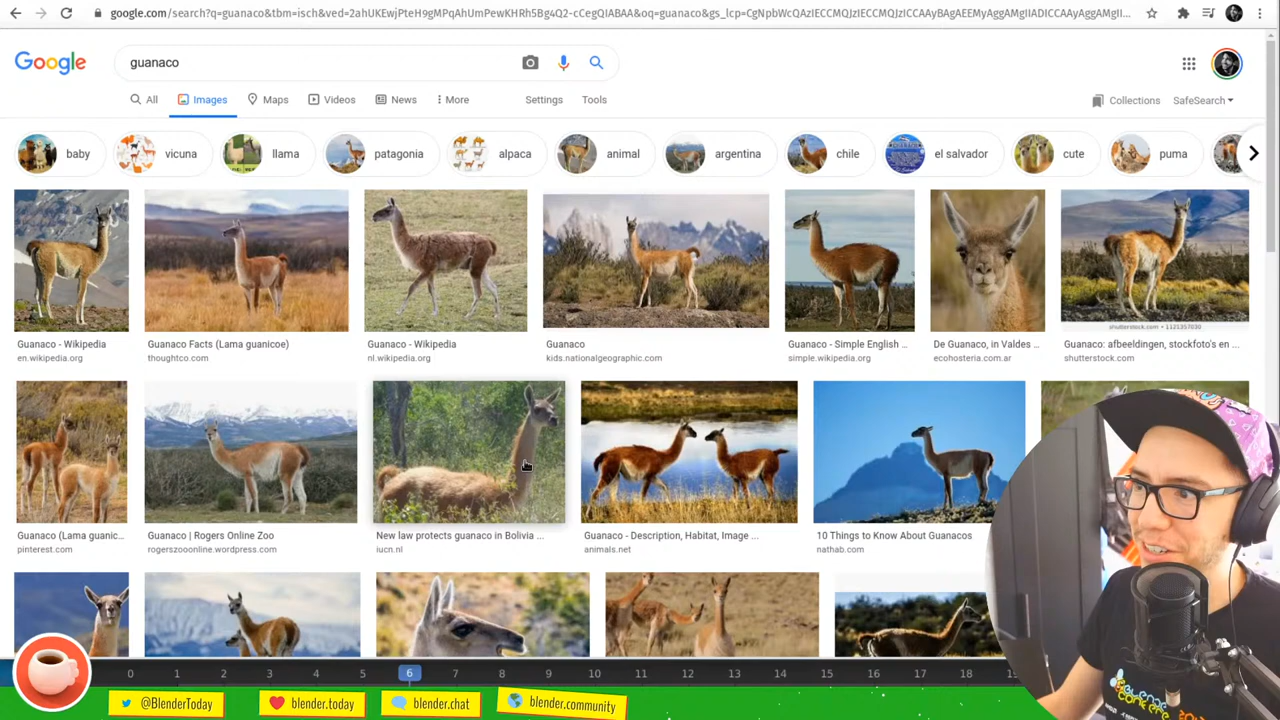 google.com/search?q=guanaco&tbm=isch&ved=2ahUKEwjPteH9gMPqAhUmPewKHRh5Bg4Q2-cCegQIABAA&oq=guanaco&gs_lcp=CgNpbWcQAzIECCMQJzIECCMQJzICCAAyBAgAEEMyAggAMgIIADICCAAyAggAMgII...
Google
guanaco
All
Images
Maps
Videos
News
More
Settings
Tools
Collections
SafeSearch
baby
vicuna
llama
patagonia
alpaca
animal
argentina
chile
el salvador
cute
puma
shutterstock.com • 1121357030
Guanaco - Wikipedia
en.wikipedia.org
Guanaco Facts (Lama guanicoe)
thoughtco.com
Guanaco - Wikipedia
nl.wikipedia.org
Guanaco
kids.nationalgeographic.com
Guanaco - Simple English ...
simple.wikipedia.org
De Guanaco, in Valdes ...
ecohosteria.com.ar
Guanaco: afbeeldingen, stockfoto's en ...
shutterstock.com
Guanaco (Lama guanic...
pinterest.com
Guanaco | Rogers Online Zoo
rogerszooonline.wordpress.com
New law protects guanaco in Bolivia ...
iucn.nl
Guanaco - Description, Habitat, Image ...
animals.net
10 Things to Know About Guanacos
nathab.com
0 1 2 3 4 5 6 7 8 9 10 11 12 13 14 15 16 17 18
@BlenderToday
blender.today
blender.chat
blender.community